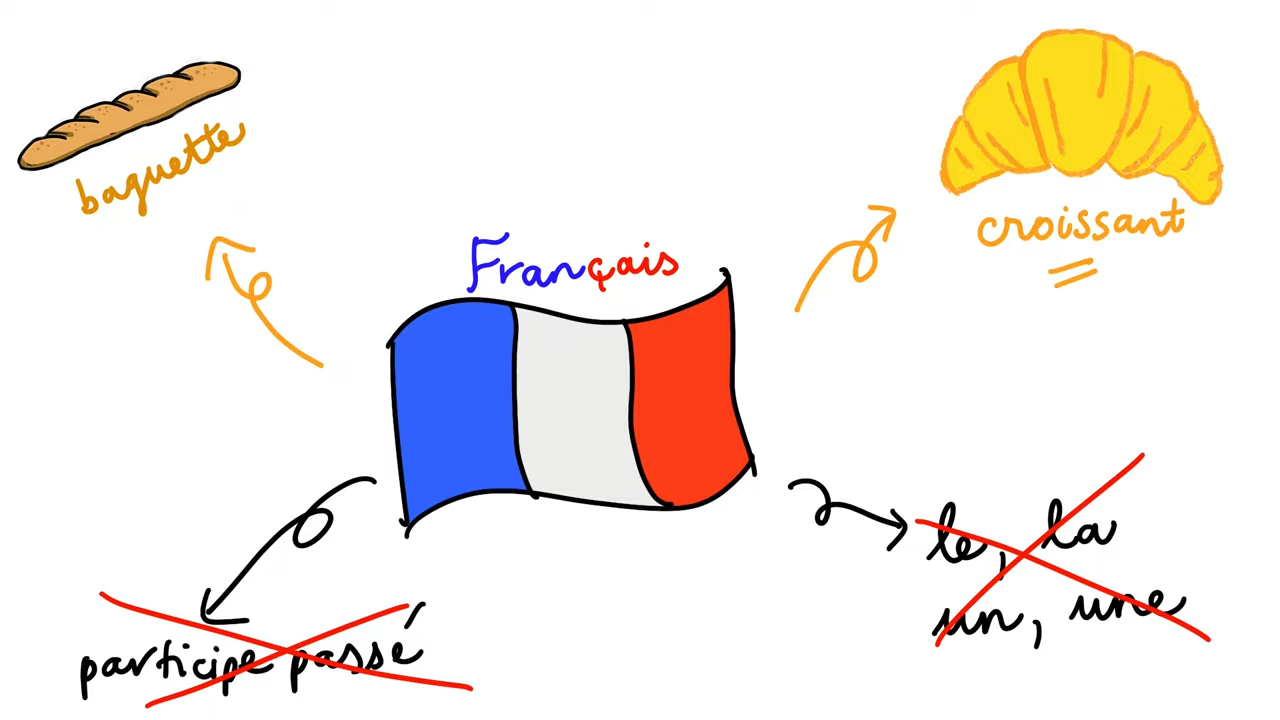 baguette
croissant
Français
le, la
un, une
participe passé